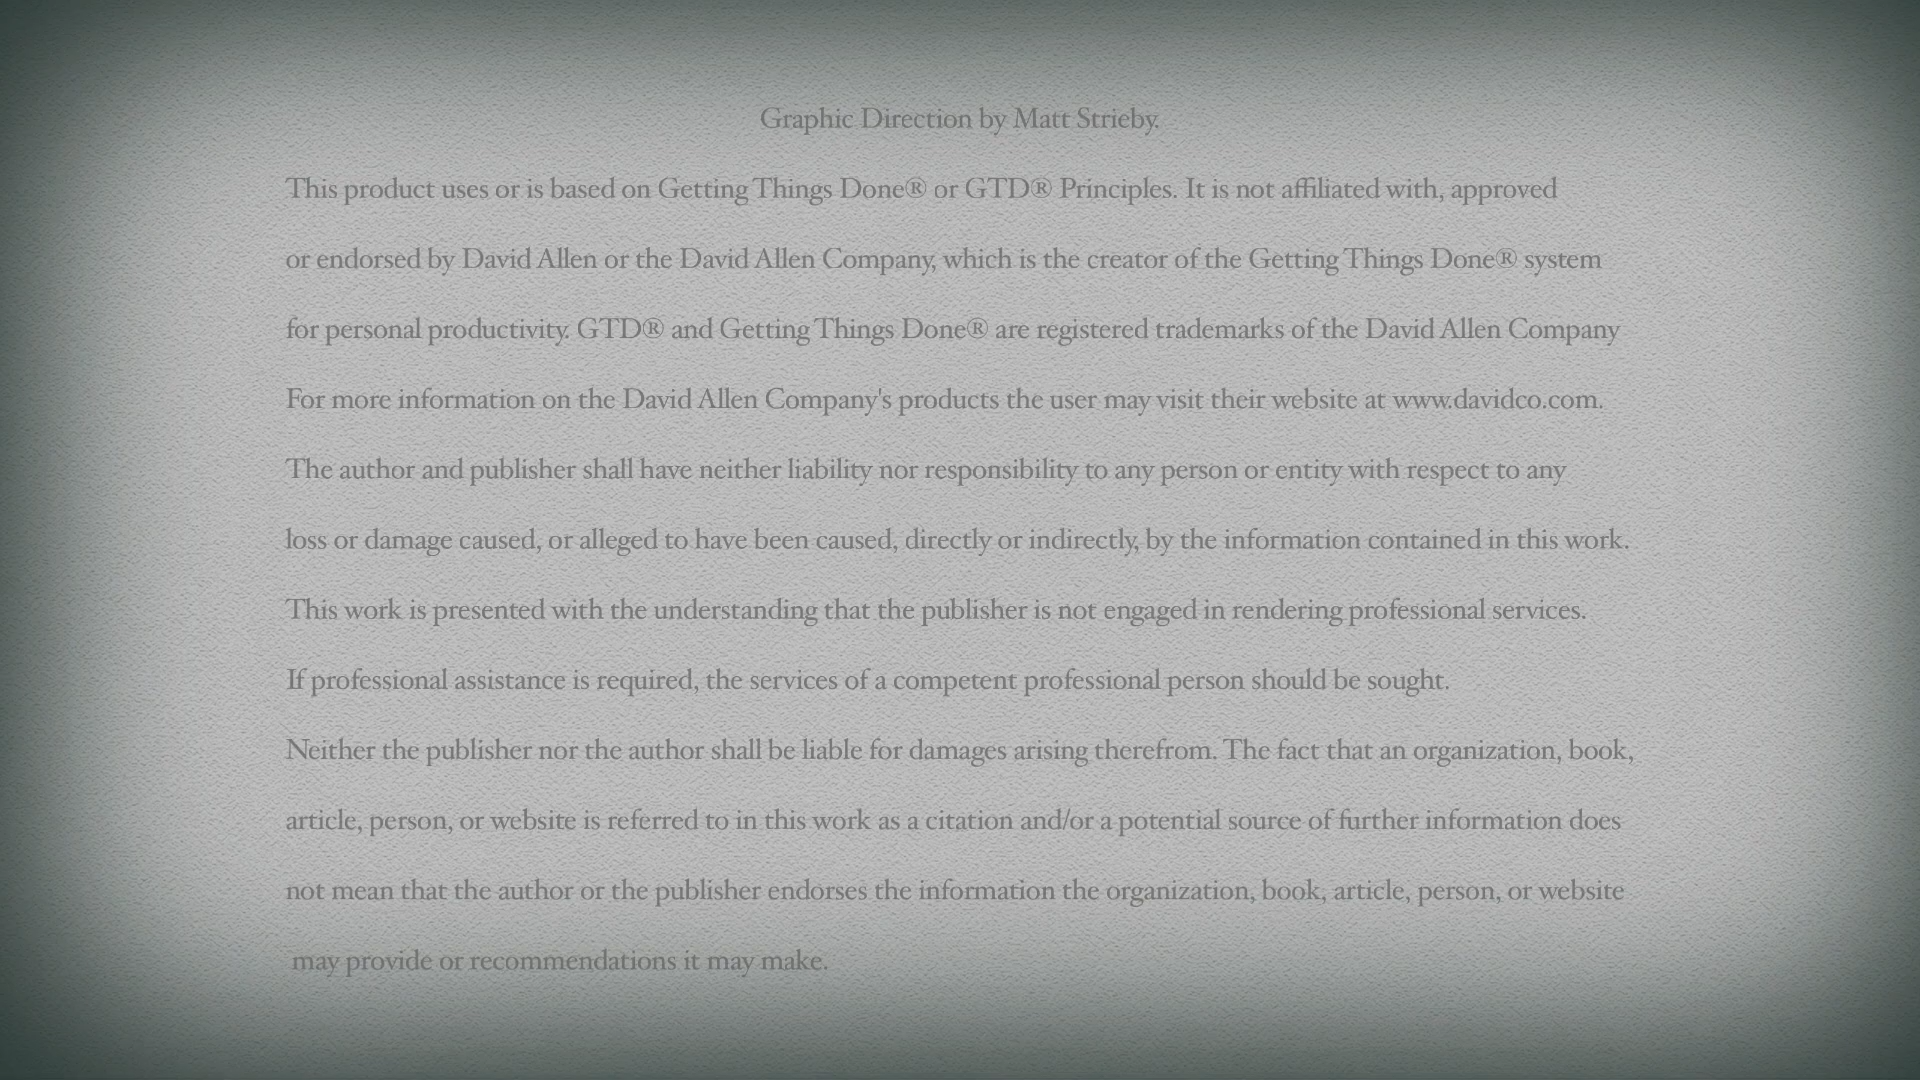 Graphic Direction by Matt Strieby.
This product uses or is based on Getting Things Done® or GTD® Principles. It is not affiliated with, approved
or endorsed by David Allen or the David Allen Company, which is the creator of the Getting Things Done® system
for personal productivity. GTD® and Getting Things Done® are registered trademarks of the David Allen Company
For more information on the David Allen Company's products the user may visit their website at www.davidco.com.
The author and publisher shall have neither liability nor responsibility to any person or entity with respect to any
loss or damage caused, or alleged to have been caused, directly or indirectly, by the information contained in this work.
This work is presented with the understanding that the publisher is not engaged in rendering professional services.
If professional assistance is required, the services of a competent professional person should be sought.
Neither the publisher nor the author shall be liable for damages arising therefrom. The fact that an organization, book,
article, person, or website is referred to in this work as a citation and/or a potential source of further information does
not mean that the author or the publisher endorses the information the organization, book, article, person, or website
may provide or recommendations it may make.